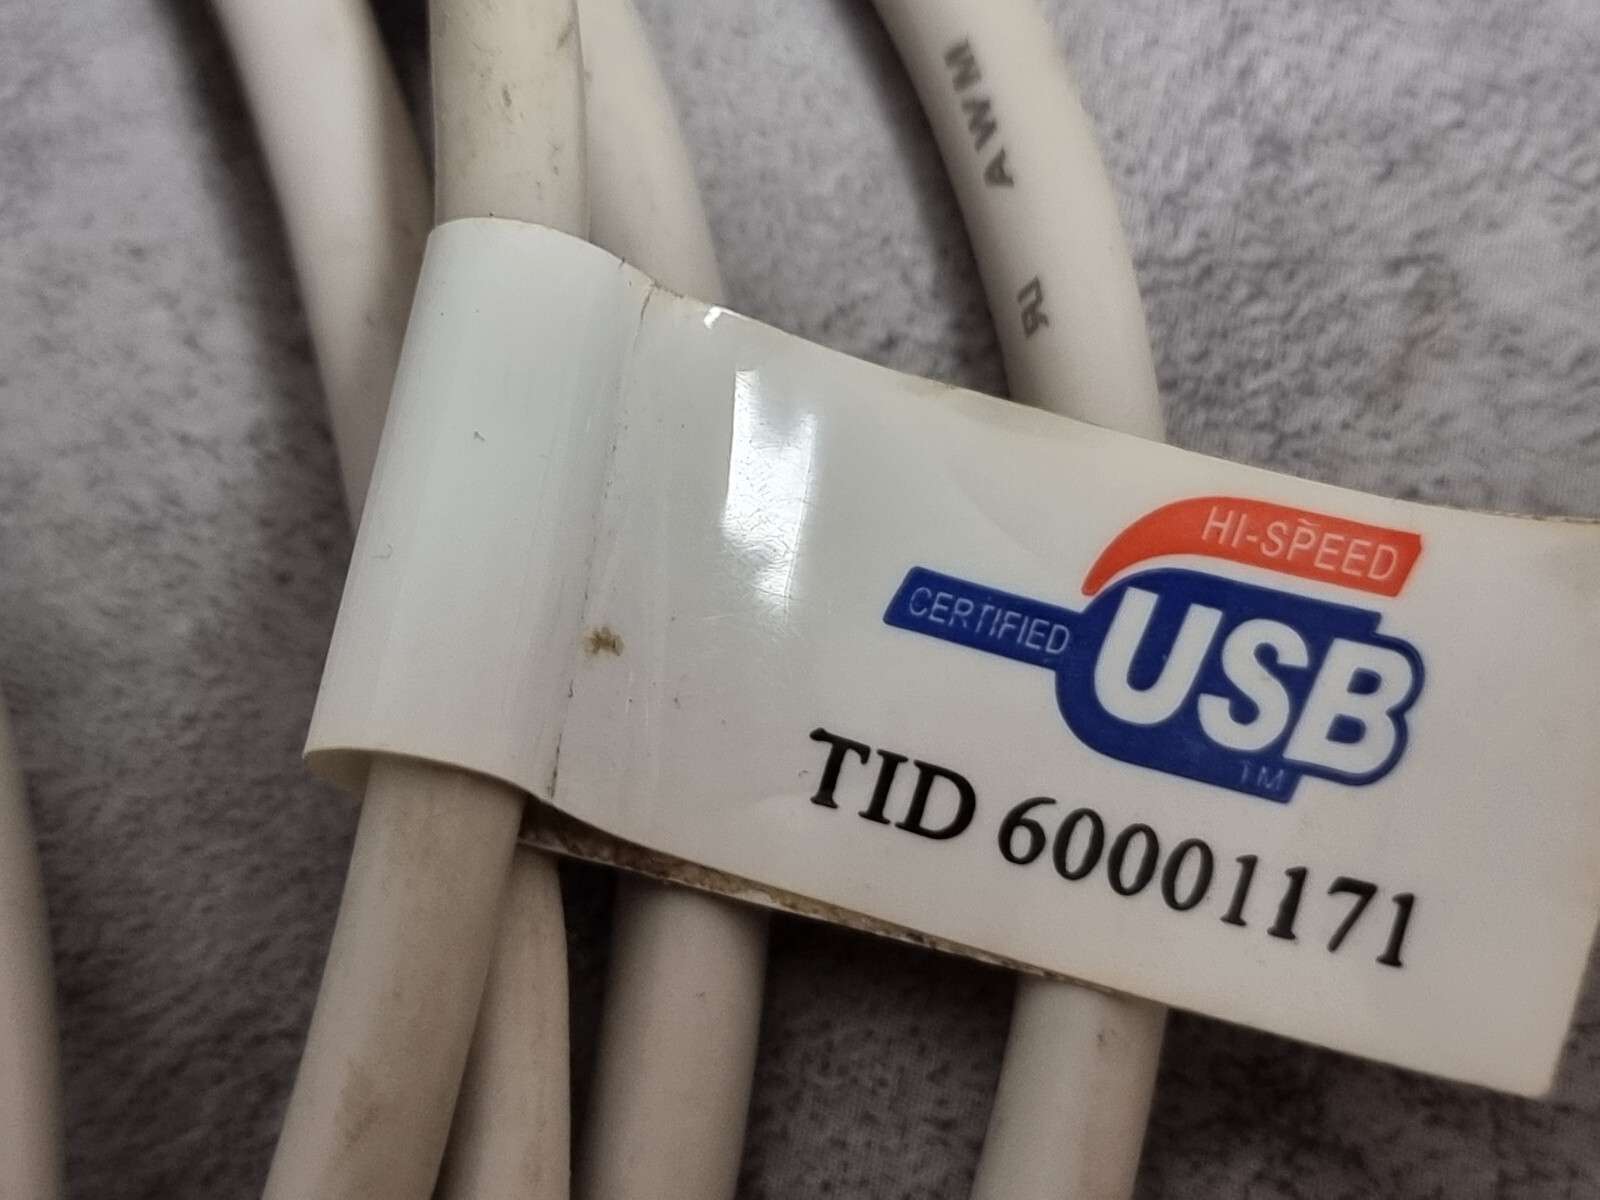 AWM
HI-SPEED
CERTIFIED
USB
TM
TID 60001171